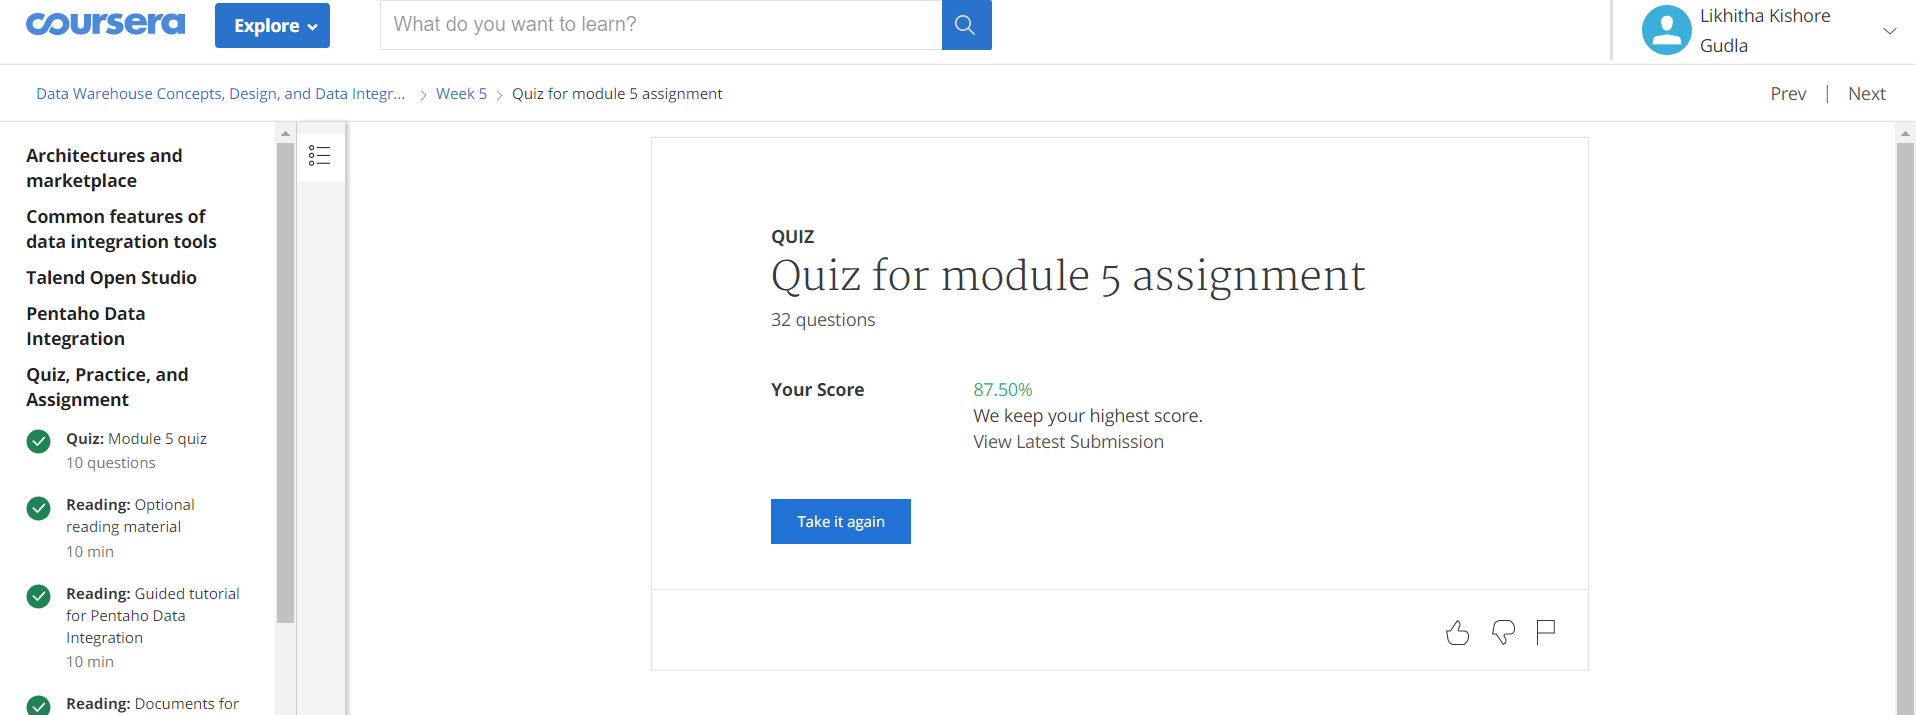 coursera
Explore
What do you want to learn?
Likhitha Kishore
Gudla
Data Warehouse Concepts, Design, and Data Integr... > Week 5 > Quiz for module 5 assignment
Prev | Next
Architectures and
marketplace
Common features of
data integration tools
Talend Open Studio
Pentaho Data
Integration
Quiz, Practice, and
Assignment
Quiz: Module 5 quiz
10 questions
Reading: Optional
reading material
10 min
Reading: Guided tutorial
for Pentaho Data
Integration
10 min
Reading: Documents for
QUIZ
Quiz for module 5 assignment
32 questions
Your Score
87.50%
We keep your highest score.
View Latest Submission
Take it again